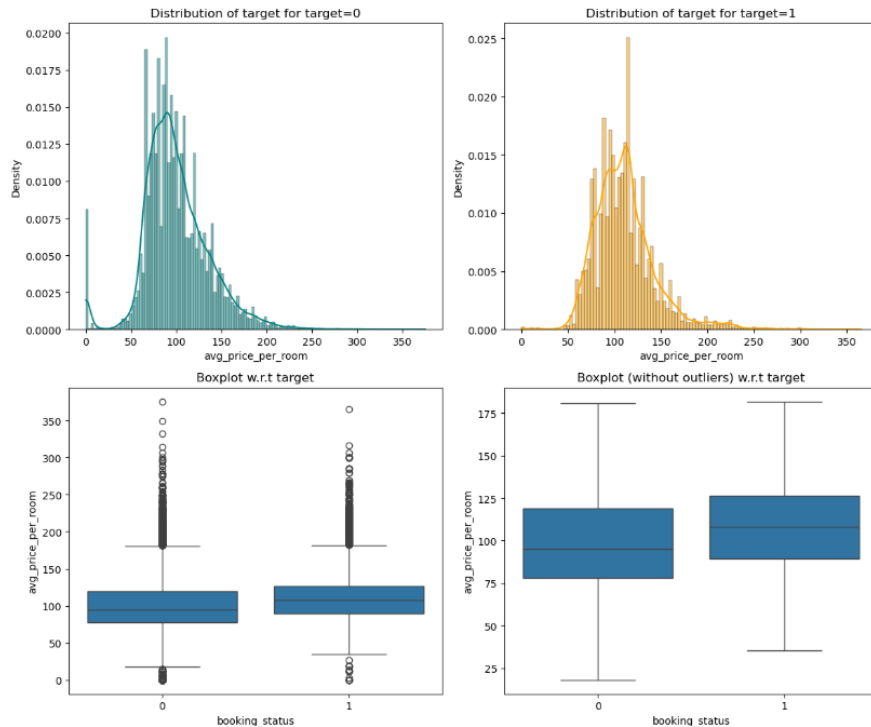 Distribution of target for target=0
0.0200
0.0175
0.0150
0.0125
0.0100
0.0075
0.0050
0.0025
0.0000
Density
0 50 100 150 200 250 300 350
avg_price_per_room
Distribution of target for target=1
0.025
0.020
0.015
0.010
0.005
0.000
Density
0 50 100 150 200 250 300 350
avg_price_per_room
Boxplot w.r.t target
350
300
250
200
150
100
50
0
avg_price_per_room
0 1
booking_status
Boxplot (without outliers) w.r.t target
175
150
125
100
75
50
25
avg_price_per_room
0 1
booking_status